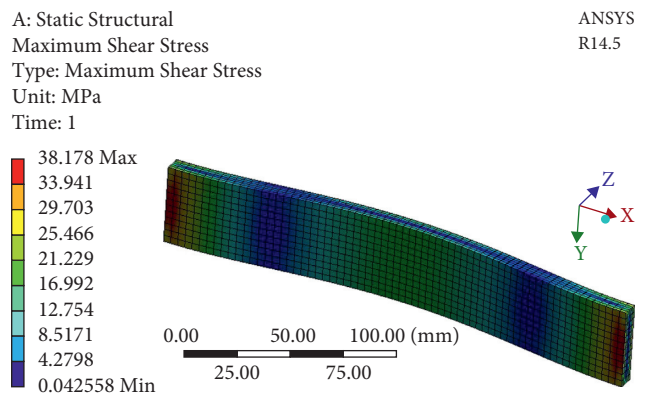 A: Static Structural
Maximum Shear Stress
Type: Maximum Shear Stress
Unit: MPa
Time: 1
ANSYS
R14.5
38.178 Max
33.941
29.703
25.466
21.229
16.992
12.754
8.5171
4.2798
0.042558 Min
Z
X
Y
0.00 50.00 100.00 (mm)
25.00 75.00